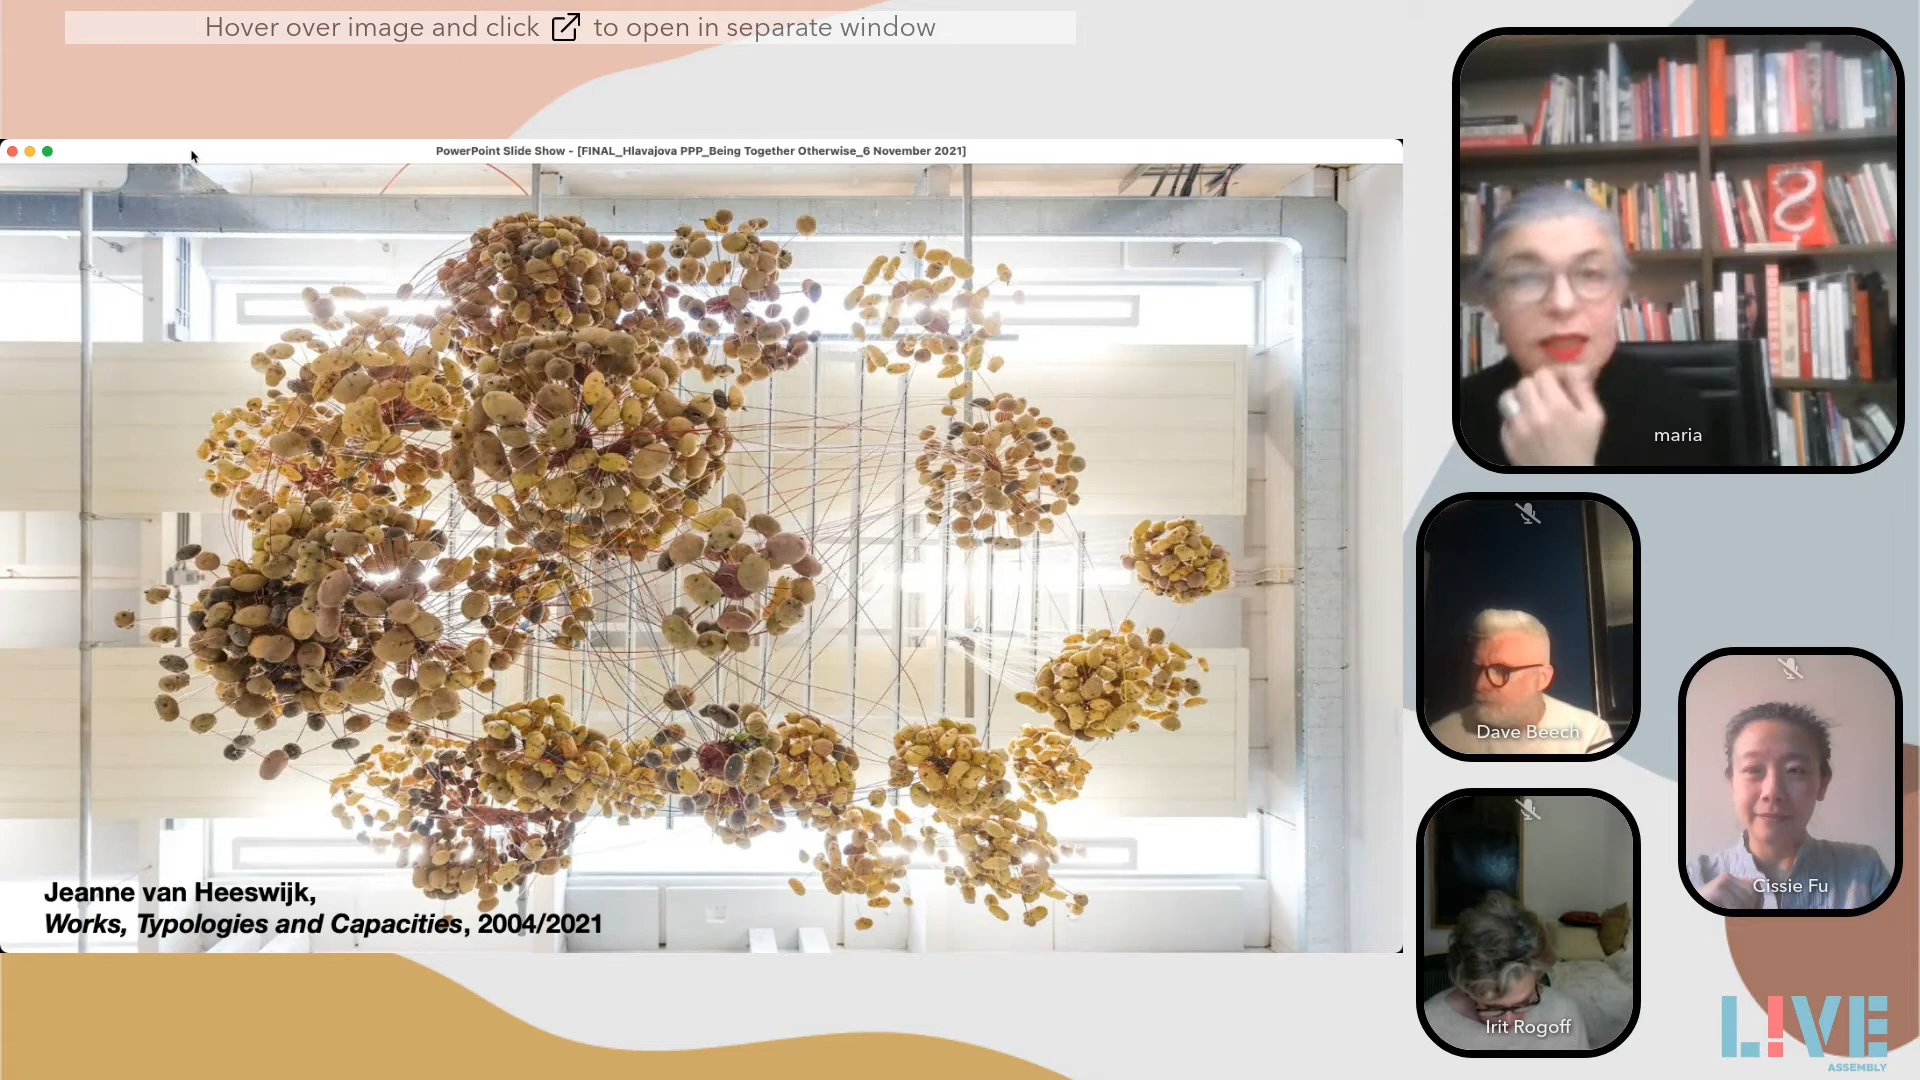 Hover over image and click to open in separate window
PowerPoint Slide Show - [FINAL_Hlavajova PPP_Being Together Otherwise_6 November 2021]
maria
Dave Beech
Cissie Fu
Irit Rogoff
Jeanne van Heeswijk,
Works, Typologies and Capacities, 2004/2021
L!VE
ASSEMBLY